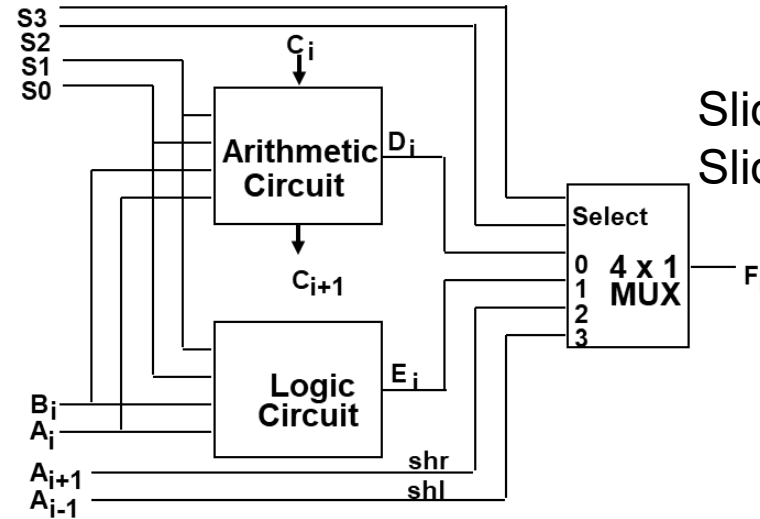 S3
S2
S1
S0
Ci
Arithmetic
Circuit
Di
Ci+1
Select
0
1
2
3
4 x 1
MUX
Logic
Circuit
Ei
Bi
Ai
Ai+1
Ai-1
shr
shl